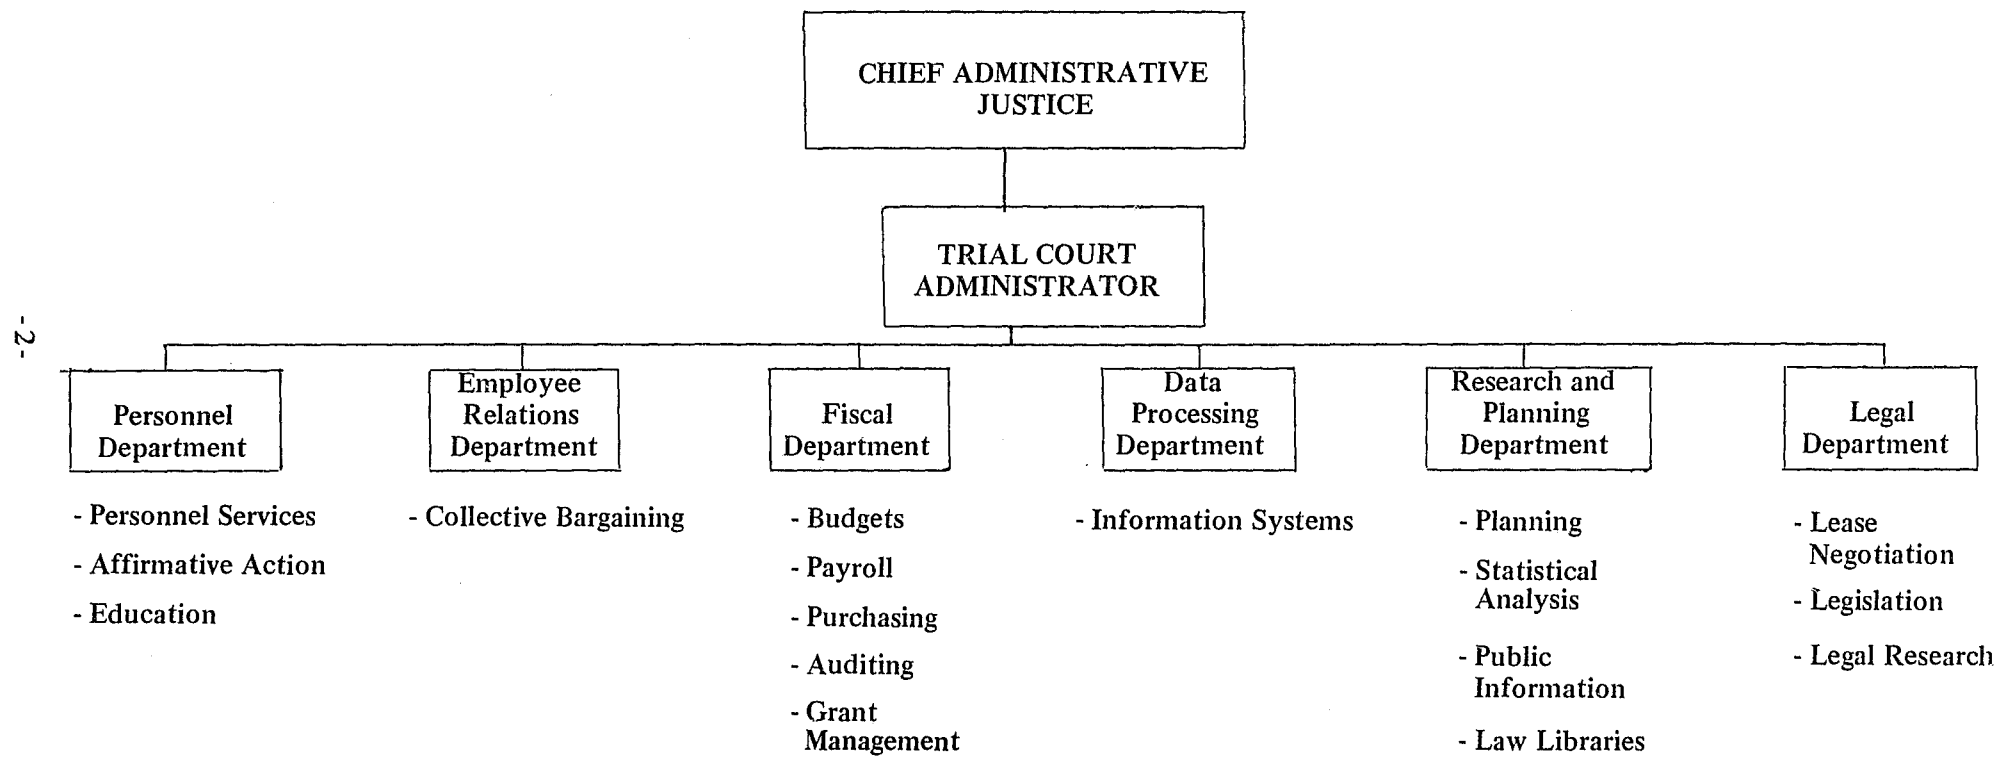 CHIEF ADMINISTRATIVE
JUSTICE
TRIAL COURT
ADMINISTRATOR
-2-
Personnel
Department
- Personnel Services
- Affirmative Action
- Education
Employee
Relations
Department
- Collective Bargaining
Fiscal
Department
- Budgets
- Payroll
- Purchasing
- Auditing
- Grant
Management
Data
Processing
Department
- Information Systems
Research and
Planning
Department
- Planning
- Statistical
Analysis
- Public
Information
- Law Libraries
Legal
Department
- Lease
Negotiation
- Legislation
- Legal Research